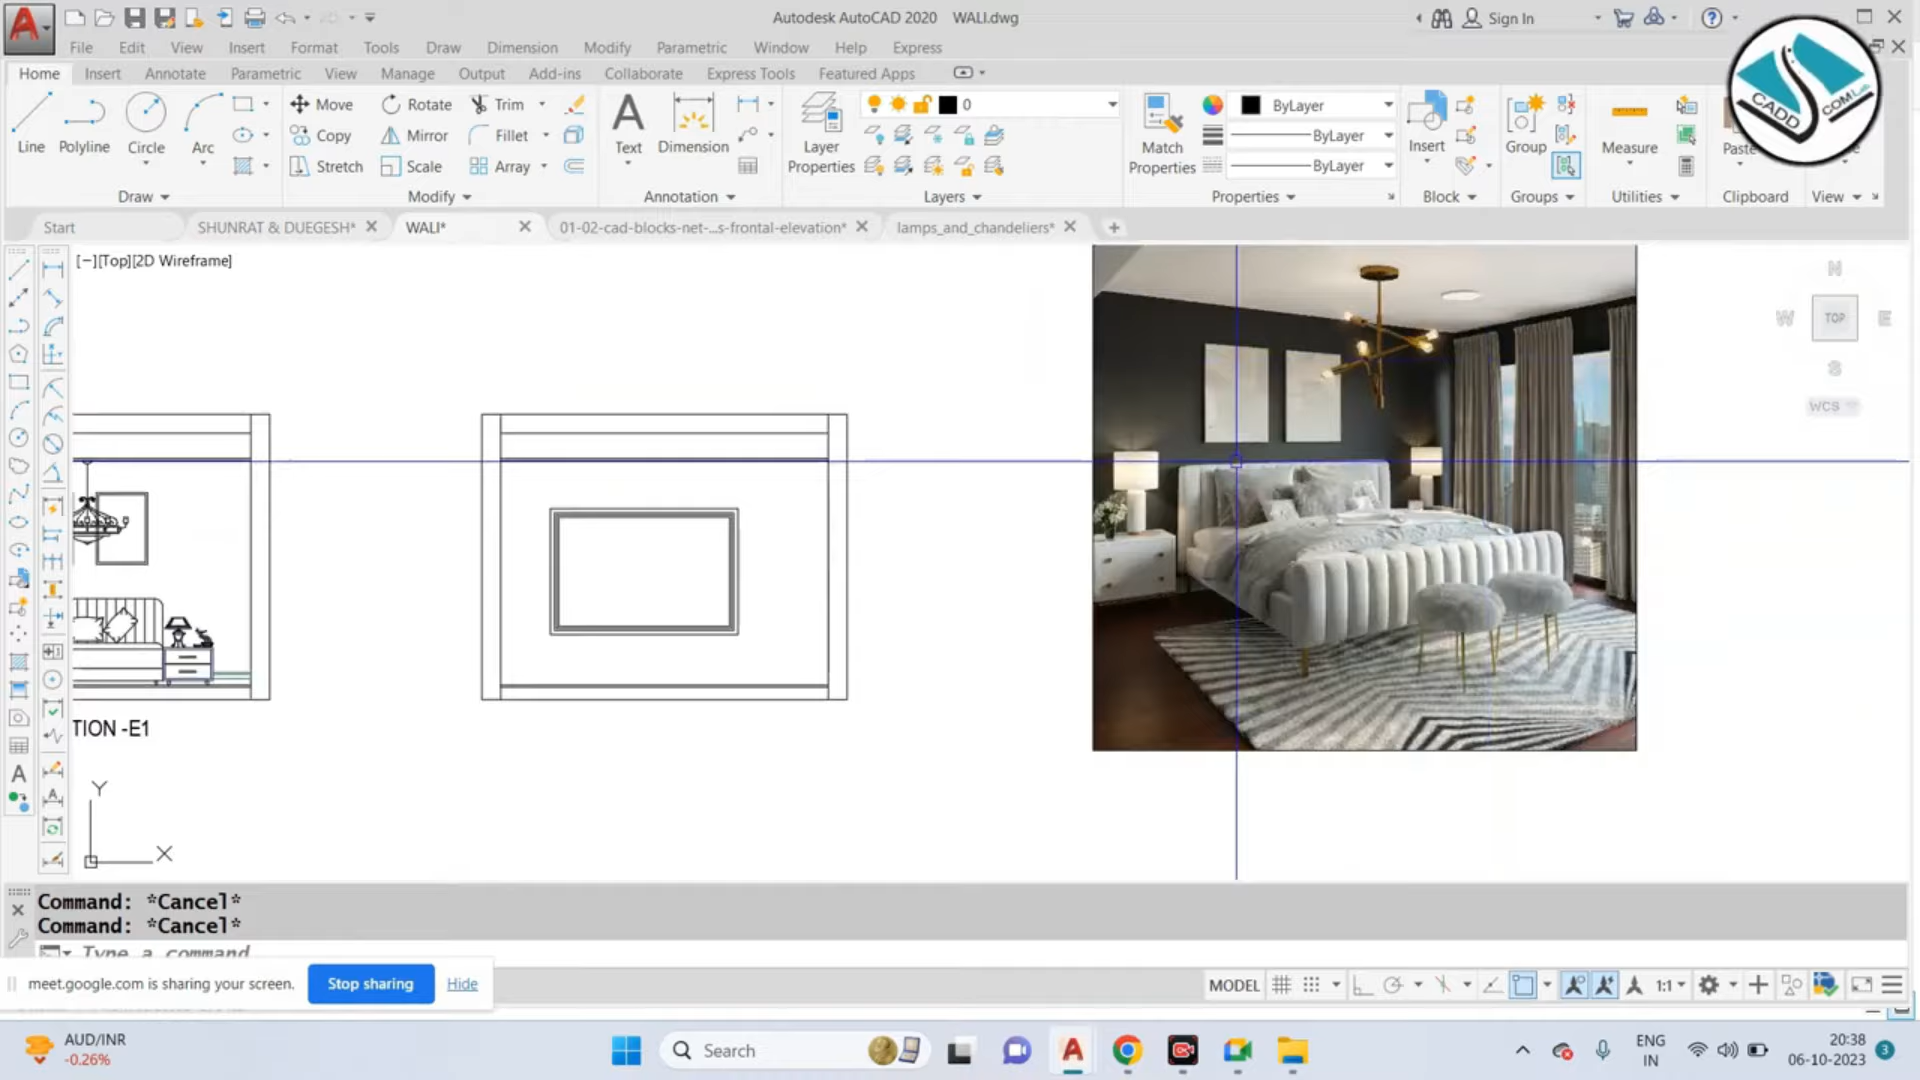 Autodesk AutoCAD 2020 WALI.dwg
Sign In
File Edit View Insert Format Tools Draw Dimension Modify Parametric Window Help Express
Home Insert Annotate Parametric View Manage Output Add-ins Collaborate Express Tools Featured Apps
Line Polyline Circle Arc
Move Rotate Trim
Copy Mirror Fillet
Stretch Scale Array
Text Dimension
Layer Properties
0
Match Properties
ByLayer
ByLayer
ByLayer
Insert
Group
Measure
Paste
CADD COM Lab
Draw Modify Annotation Layers Properties Block Groups Utilities Clipboard View
Start SHUNRAT & DUEGESH* WALI* 01-02-cad-blocks-net-...s-frontal-elevation* lamps_and_chandeliers*
[−][Top][2D Wireframe]
N
W TOP E
S
WCS
TION -E1
Y
X
Command: *Cancel*
Command: *Cancel*
Type a command
meet.google.com is sharing your screen. Stop sharing Hide
MODEL 1:1
AUD/INR
-0.26%
Search
ENG
IN
20:38
06-10-2023
3